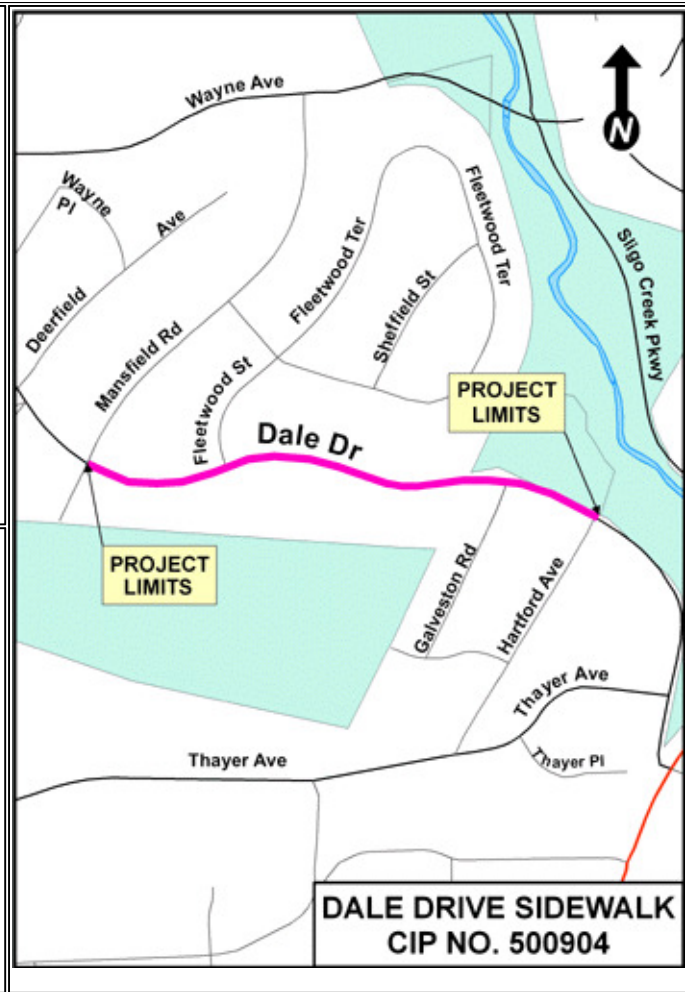 Wayne Ave
N
Wayne
Pl
Ave
Deerfield
Mansfield Rd
Fleetwood Ter
Fleetwood Ter
Sheffield St
Sligo Creek Pkwy
Fleetwood St
PROJECT
LIMITS
Dale Dr
PROJECT
LIMITS
Galveston Rd
Hartford Ave
Thayer Ave
Thayer Ave
Thayer Pl
DALE DRIVE SIDEWALK
CIP NO. 500904